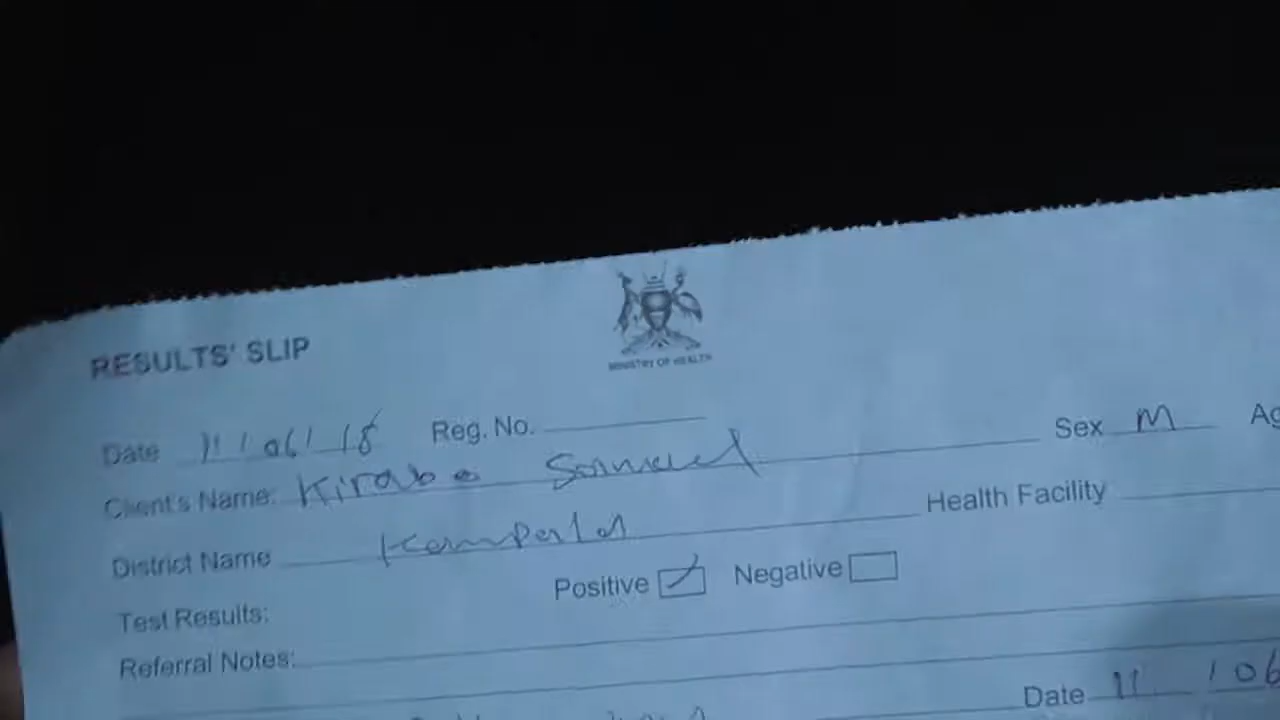 MINISTRY OF HEALTH
RESULTS' SLIP
Date 11/06/18 Reg. No.
Client's Name: Kirabo Samuel Sex M Ag
District Name Kampala Health Facility
Test Results: Positive Negative
Referral Notes:
Date 11/06